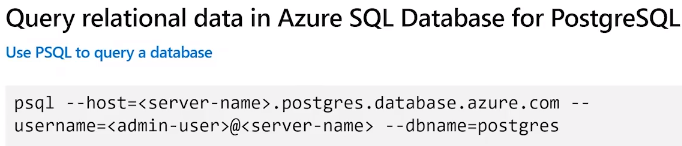 Query relational data in Azure SQL Database for PostgreSQL
Use PSQL to query a database
psql --host=<server-name>.postgres.database.azure.com --
username=<admin-user>@<server-name> --dbname=postgres